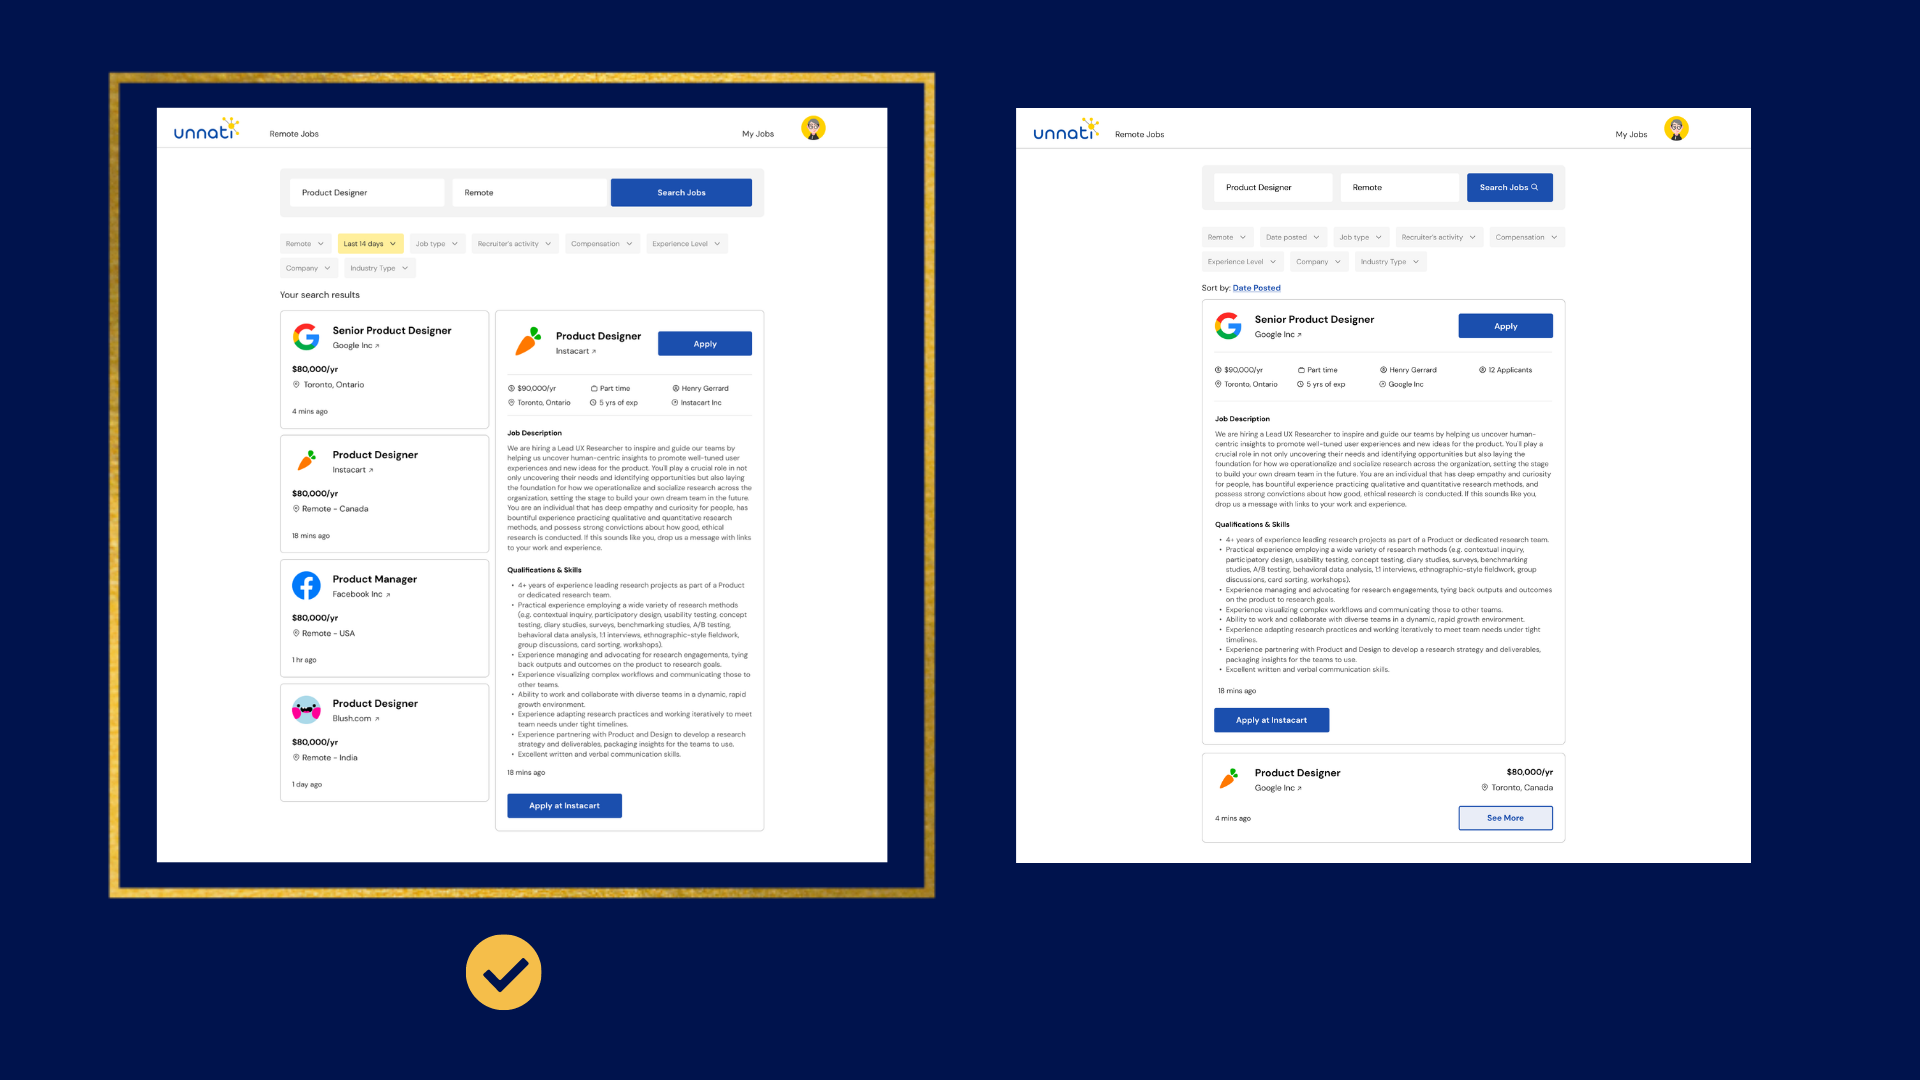 unnati
Remote Jobs
My Jobs
Product Designer
Remote
Search Jobs
Remote
Last 14 days
Job type
Recruiter's activity
Compensation
Experience Level
Company
Industry Type
Your search results
Senior Product Designer
Google Inc
$80,000/yr
Toronto, Ontario
4 mins ago
Product Designer
Instacart
$80,000/yr
Remote - Canada
18 mins ago
Product Manager
Facebook Inc
$80,000/yr
Remote - USA
1 hr ago
Product Designer
Blush.com
$80,000/yr
Remote - India
1 day ago
Product Designer
Instacart
Apply
$90,000/yr
Part time
Henry Gerrard
Toronto, Ontario
5 yrs of exp
Instacart Inc
Job Description
We are hiring a Lead UX Researcher to inspire and guide our teams by
helping us uncover human-centric insights to promote well-tuned user
experiences and new ideas for the product. You'll play a crucial role in not
only uncovering their needs and identifying opportunities but also laying
the foundation for how we operationalize and socialize research across the
organization, setting the stage to build your own dream team in the future.
You are an individual that has deep empathy and curiosity for people, has
bountiful experience practicing qualitative and quantitative research
methods, and possess strong convictions about how good, ethical
research is conducted. If this sounds like you, drop us a message with links
to your work and experience.
Qualifications & Skills
• 4+ years of experience leading research projects as part of a Product
or dedicated research team.
• Practical experience employing a wide variety of research methods
(e.g. contextual inquiry, participatory design, usability testing, concept
testing, diary studies, surveys, benchmarking studies, A/B testing,
behavioral data analysis, 1:1 interviews, ethnographic-style fieldwork,
group discussions, card sorting, workshops).
• Experience managing and advocating for research engagements, tying
back outputs and outcomes on the product to research goals.
• Experience visualizing complex workflows and communicating those to
other teams.
• Ability to work and collaborate with diverse teams in a dynamic, rapid
growth environment.
• Experience adapting research practices and working iteratively to meet
team needs under tight timelines.
• Experience partnering with Product and Design to develop a research
strategy and deliverables, packaging insights for the teams to use.
• Excellent written and verbal communication skills.
18 mins ago
Apply at Instacart
unnati
Remote Jobs
My Jobs
Product Designer
Remote
Search Jobs
Remote
Date posted
Job type
Recruiter's activity
Compensation
Experience Level
Company
Industry Type
Sort by: Date Posted
Senior Product Designer
Google Inc
Apply
$90,000/yr
Part time
Henry Gerrard
12 Applicants
Toronto, Ontario
5 yrs of exp
Google Inc
Job Description
We are hiring a Lead UX Researcher to inspire and guide our teams by helping us uncover human-
centric insights to promote well-tuned user experiences and new ideas for the product. You'll play a
crucial role in not only uncovering their needs and identifying opportunities but also laying the
foundation for how we operationalize and socialize research across the organization, setting the stage
to build your own dream team in the future. You are an individual that has deep empathy and curiosity
for people, has bountiful experience practicing qualitative and quantitative research methods, and
possess strong convictions about how good, ethical research is conducted. If this sounds like you,
drop us a message with links to your work and experience.
Qualifications & Skills
• 4+ years of experience leading research projects as part of a Product or dedicated research team.
• Practical experience employing a wide variety of research methods (e.g. contextual inquiry,
participatory design, usability testing, concept testing, diary studies, surveys, benchmarking
studies, A/B testing, behavioral data analysis, 1:1 interviews, ethnographic-style fieldwork, group
discussions, card sorting, workshops).
• Experience managing and advocating for research engagements, tying back outputs and outcomes
on the product to research goals.
• Experience visualizing complex workflows and communicating those to other teams.
• Ability to work and collaborate with diverse teams in a dynamic, rapid growth environment.
• Experience adapting research practices and working iteratively to meet team needs under tight
timelines.
• Experience partnering with Product and Design to develop a research strategy and deliverables,
packaging insights for the teams to use.
• Excellent written and verbal communication skills.
18 mins ago
Apply at Instacart
Product Designer
Google Inc
$80,000/yr
Toronto, Canada
4 mins ago
See More